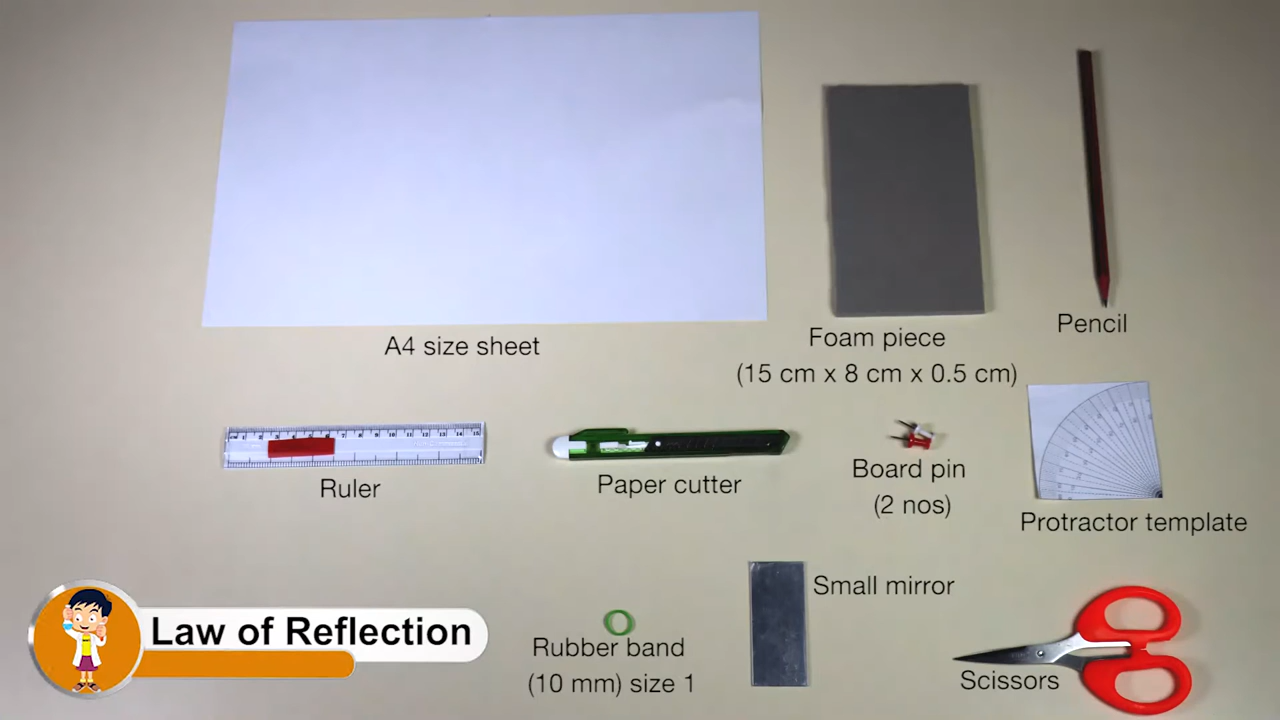 A4 size sheet
Foam piece
(15 cm x 8 cm x 0.5 cm)
Pencil
Ruler
Paper cutter
Board pin
(2 nos)
Protractor template
Small mirror
Rubber band
(10 mm) size 1
Scissors
Law of Reflection